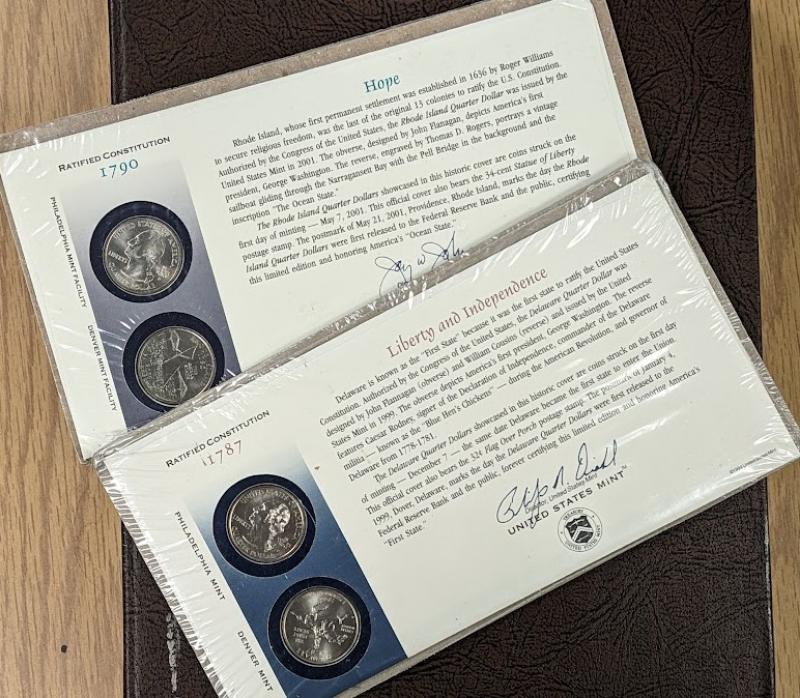 Hope
Rhode Island, whose first permanent settlement was established in 1636 by Roger Williams
to secure religious freedom, was the last of the original 13 colonies to ratify the U.S. Constitution.
Authorized by the Congress of the United States, the Rhode Island Quarter Dollar was issued by the
United States Mint in 2001. The obverse, designed by John Flanagan, depicts America's first
president, George Washington. The reverse, engraved by Thomas D. Rogers, portrays a vintage
sailboat gliding through the Narragansett Bay with the Pell Bridge in the background and the
inscription "The Ocean State."
The Rhode Island Quarter Dollars showcased in this historic cover are coins struck on the
first day of minting — May 7, 2001. This official cover also bears the 34-cent Statue of Liberty
postage stamp. The postmark of May 21, 2001, Providence, Rhode Island, marks the day the Rhode
Island Quarter Dollars were first released to the Federal Reserve Bank and the public, certifying
this limited edition and honoring America's "Ocean State."
RATIFIED CONSTITUTION
1790
PHILADELPHIA MINT FACILITY
DENVER MINT FACILITY
Liberty and Independence
Delaware is known as the "First State" because it was the first state to ratify the United States
Constitution. Authorized by the Congress of the United States, the Delaware Quarter Dollar was
designed by John Flannagan (obverse) and William Cousins (reverse) and issued by the United
States Mint in 1999. The obverse depicts America's first president, George Washington. The reverse
features Caesar Rodney, signer of the Declaration of Independence, commander of the Delaware
militia — known as the "Blue Hen's Chickens" — during the American Revolution, and governor of
Delaware from 1778-1781.
The Delaware Quarter Dollars showcased in this historic cover are coins struck on the first day
of minting — December 7 — the same date Delaware became the first state to enter the Union.
This official cover also bears the 32¢ Flag Over Porch postage stamp. The postmark of January 4,
1999, Dover, Delaware, marks the day the Delaware Quarter Dollars were first released to the
Federal Reserve Bank and the public, forever certifying this limited edition and honoring America's
"First State."
Director, United States Mint
UNITED STATES MINT™
RATIFIED CONSTITUTION
1787
PHILADELPHIA MINT
DENVER MINT